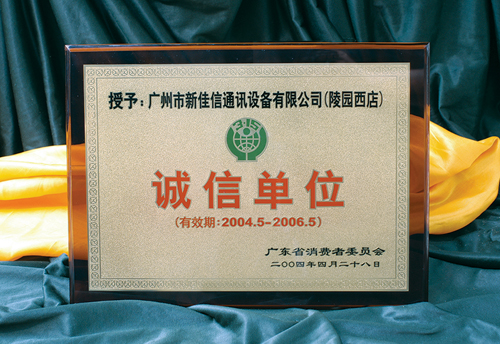 授予：广州市新佳信通讯设备有限公司(陵园西店)
诚信单位
(有效期:2004.5-2006.5)
广东省消费者委员会
二〇〇四年四月二十八日